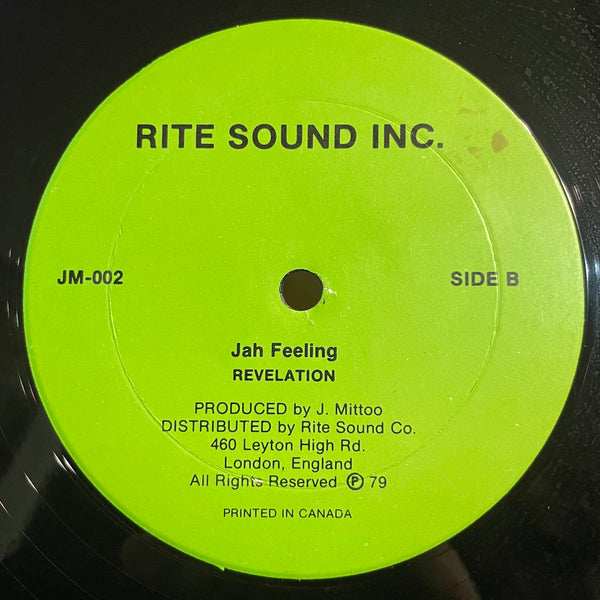 RITE SOUND INC.
JM-002
SIDE B
Jah Feeling
REVELATION
PRODUCED by J. Mittoo
DISTRIBUTED by Rite Sound Co.
460 Leyton High Rd.
London, England
All Rights Reserved Ⓟ 79
PRINTED IN CANADA